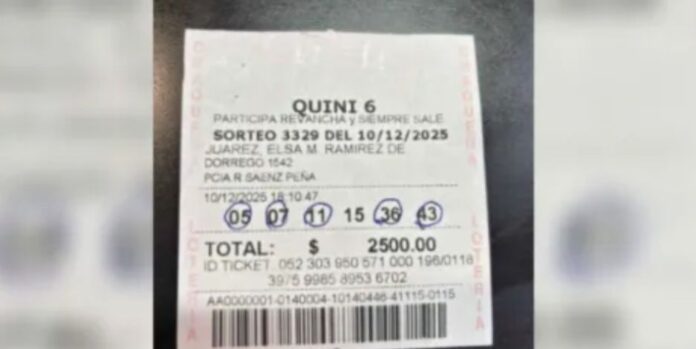 QUINI 6
PARTICIPA REVANCHA y SIEMPRE SALE
SORTEO 3329 DEL 10/12/2025
JUAREZ, ELSA M. RAMIREZ DE
DORREGO 1542
PCIA R SAENZ PEÑA
10/12/2025 18:10:47
05 07 11 15 36 43
TOTAL: $ 2500.00
ID TICKET: 052 303 950 571 000 196/0118
3975 9985 8953 6702
AA0000001-0140004-10140446-41115-0115
LOTERIA